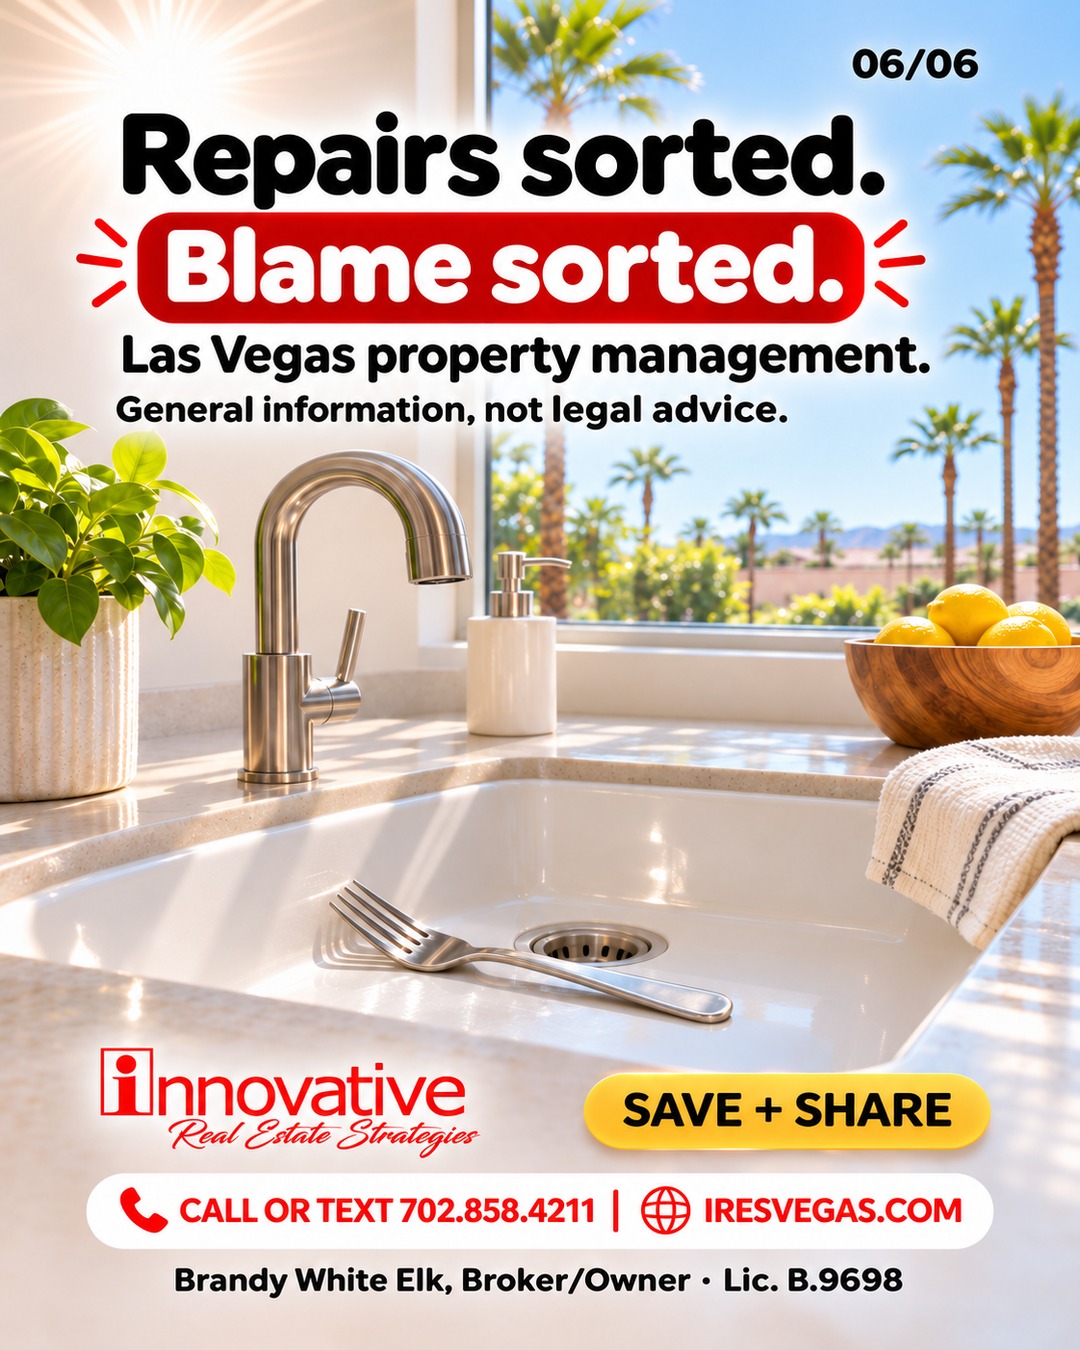 06/06
Repairs sorted.
Blame sorted.
Las Vegas property management.
General information, not legal advice.
innovative
Real Estate Strategies
SAVE + SHARE
CALL OR TEXT 702.858.4211 | IRESVEGAS.COM
Brandy White Elk, Broker/Owner · Lic. B.9698